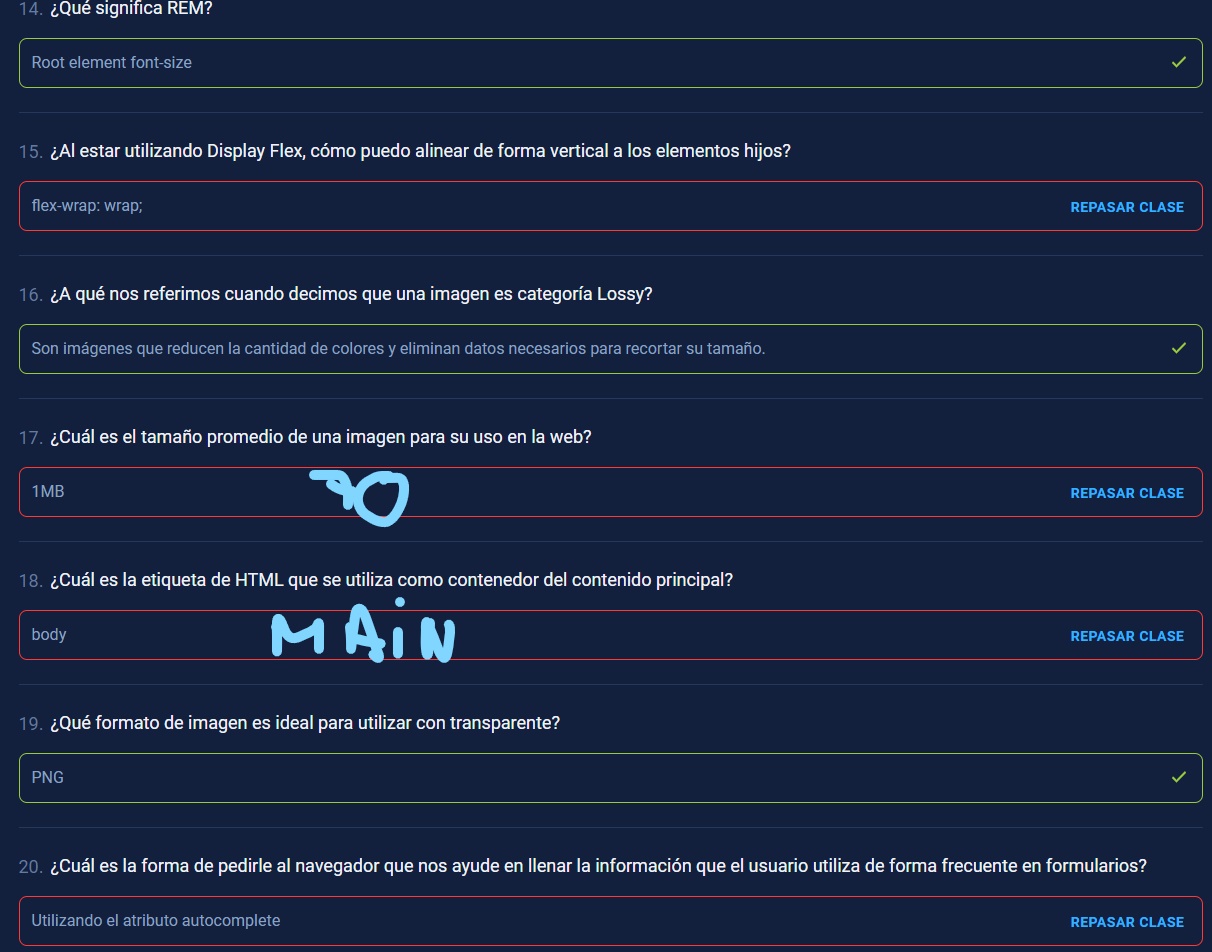 14. ¿Qué significa REM?
Root element font-size
15. ¿Al estar utilizando Display Flex, cómo puedo alinear de forma vertical a los elementos hijos?
flex-wrap: wrap; REPASAR CLASE
16. ¿A qué nos referimos cuando decimos que una imagen es categoría Lossy?
Son imágenes que reducen la cantidad de colores y eliminan datos necesarios para recortar su tamaño.
17. ¿Cuál es el tamaño promedio de una imagen para su uso en la web?
1MB 70 REPASAR CLASE
18. ¿Cuál es la etiqueta de HTML que se utiliza como contenedor del contenido principal?
body MAiN REPASAR CLASE
19. ¿Qué formato de imagen es ideal para utilizar con transparente?
PNG
20. ¿Cuál es la forma de pedirle al navegador que nos ayude en llenar la información que el usuario utiliza de forma frecuente en formularios?
Utilizando el atributo autocomplete REPASAR CLASE